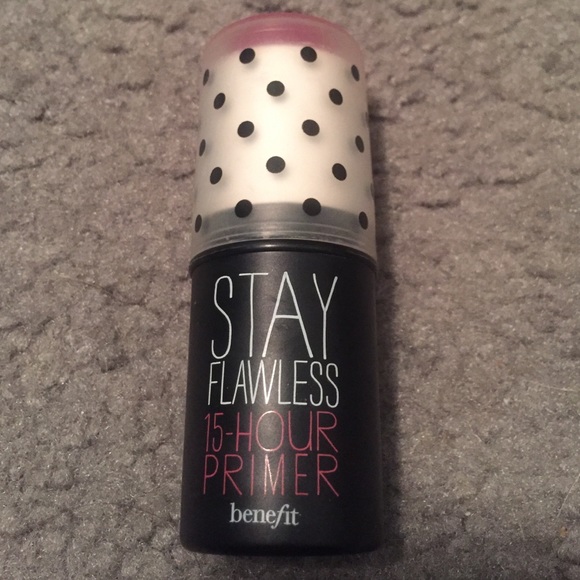 STAY
FLAWLESS
15-HOUR
PRIMER
benefit